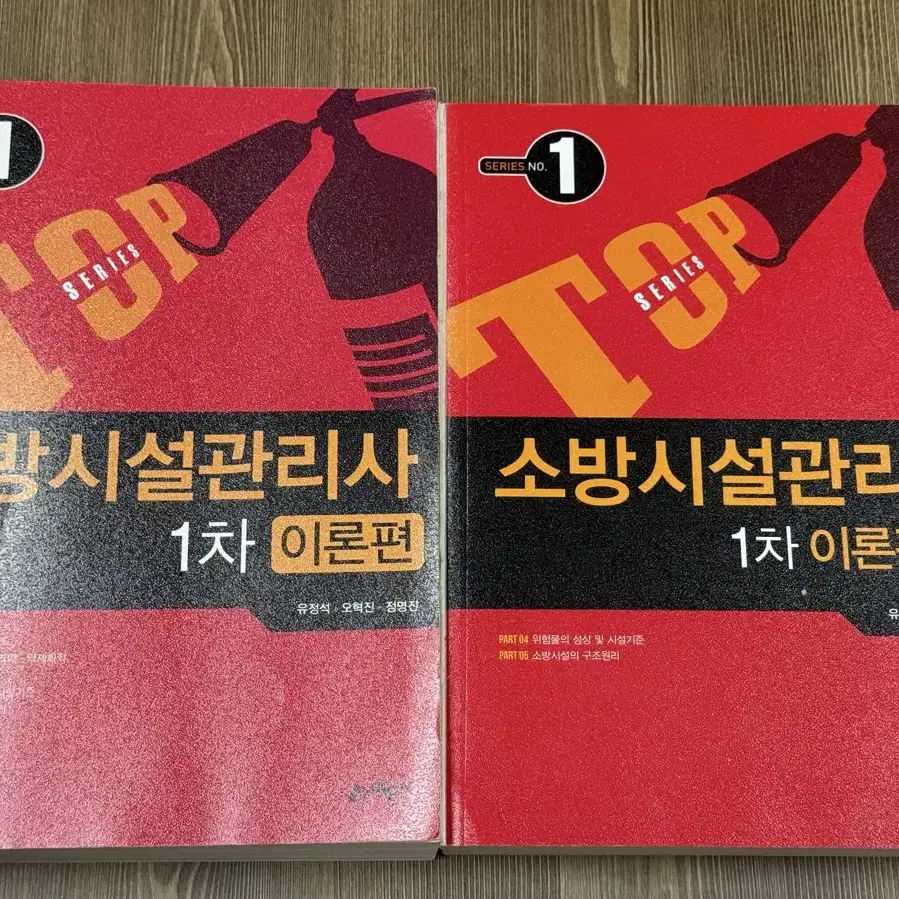 1
TOP
SERIES
방시설관리사
1차 이론편
유정석 · 오혁진 · 정명진
SERIES NO. 1
TOP
SERIES
소방시설관리
1차 이론
PART 04 위험물의 성상 및 시설기준
PART 05 소방시설의 구조원리